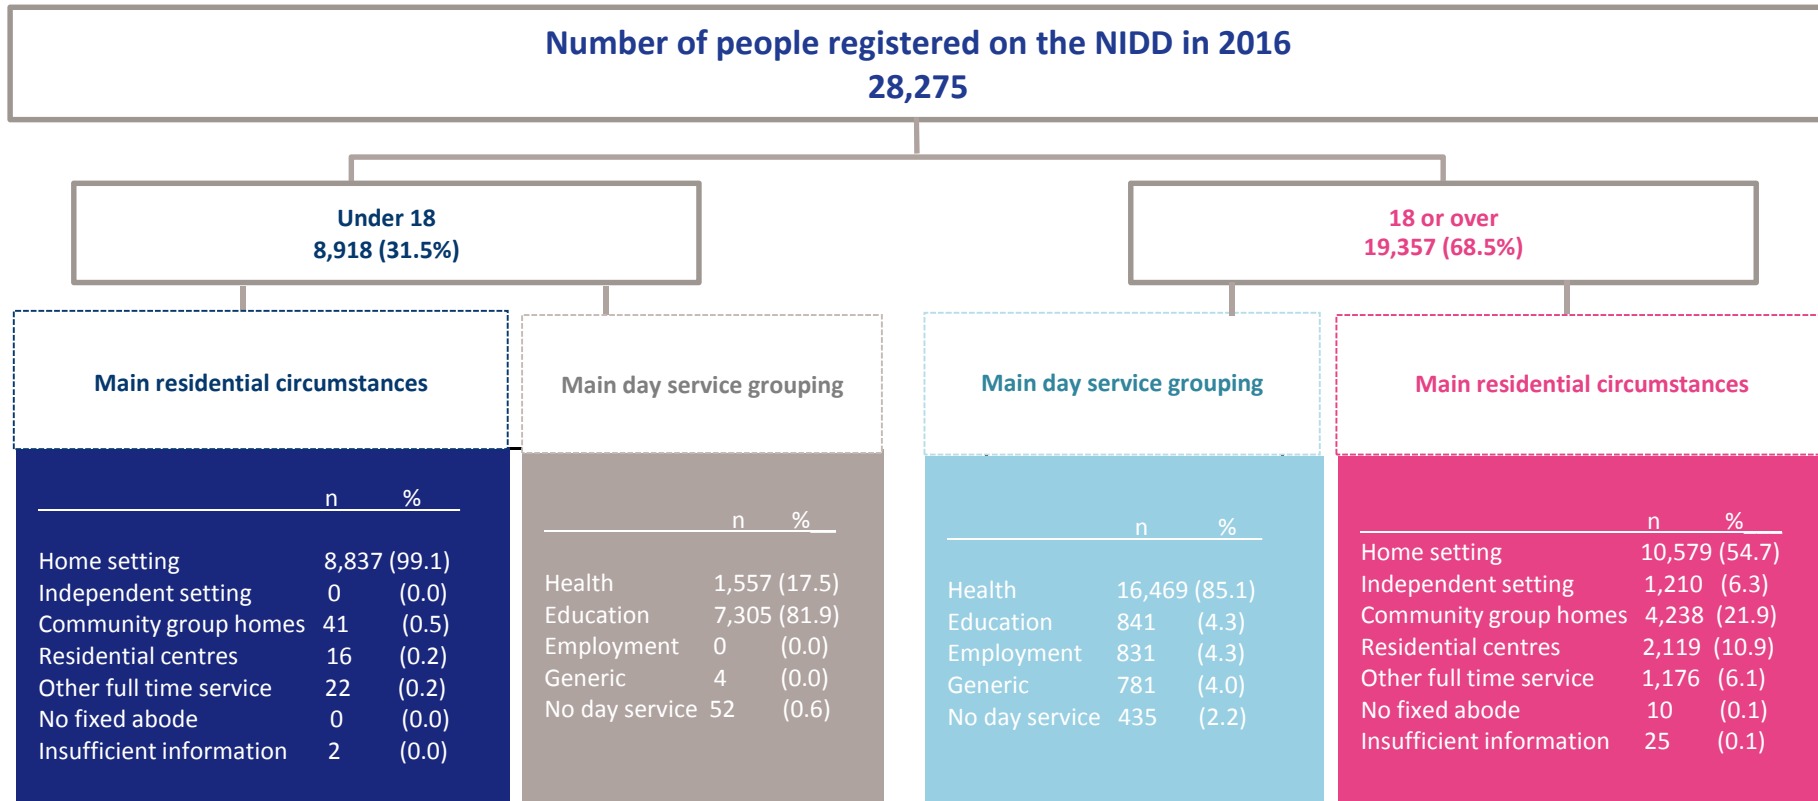 Number of people registered on the NIDD in 2016
28,275
Under 18
8,918 (31.5%)
18 or over
19,357 (68.5%)
Main residential circumstances
n %
Home setting 8,837 (99.1)
Independent setting 0 (0.0)
Community group homes 41 (0.5)
Residential centres 16 (0.2)
Other full time service 22 (0.2)
No fixed abode 0 (0.0)
Insufficient information 2 (0.0)
Main day service grouping
n %
Health 1,557 (17.5)
Education 7,305 (81.9)
Employment 0 (0.0)
Generic 4 (0.0)
No day service 52 (0.6)
Main day service grouping
n %
Health 16,469 (85.1)
Education 841 (4.3)
Employment 831 (4.3)
Generic 781 (4.0)
No day service 435 (2.2)
Main residential circumstances
n %
Home setting 10,579 (54.7)
Independent setting 1,210 (6.3)
Community group homes 4,238 (21.9)
Residential centres 2,119 (10.9)
Other full time service 1,176 (6.1)
No fixed abode 10 (0.1)
Insufficient information 25 (0.1)